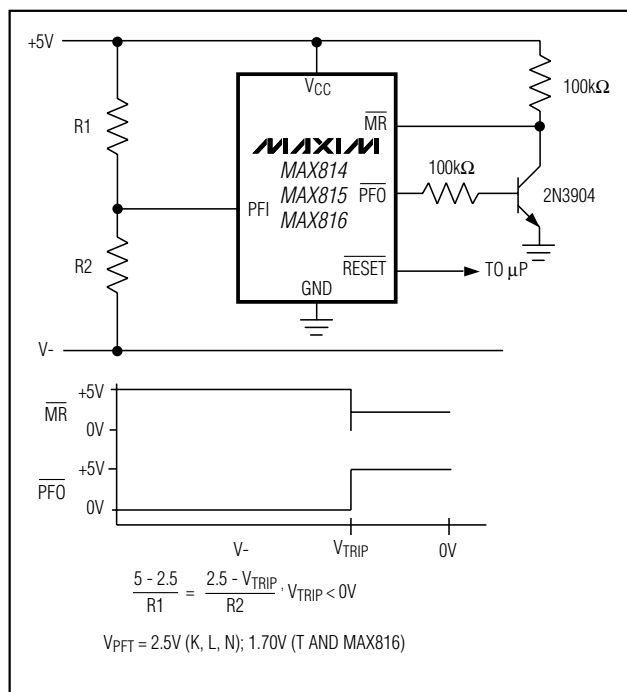 +5V
VCC
100kΩ
R1
MR
MAXIM
MAX814
MAX815
MAX816
100kΩ
PFI
PFO
2N3904
R2
RESET
TO μP
GND
V-
+5V
MR
0V
+5V
PFO
0V
V-
VTRIP
0V
5 - 2.5 / R1 = 2.5 - VTRIP / R2 , VTRIP < 0V
VPFT = 2.5V (K, L, N); 1.70V (T AND MAX816)